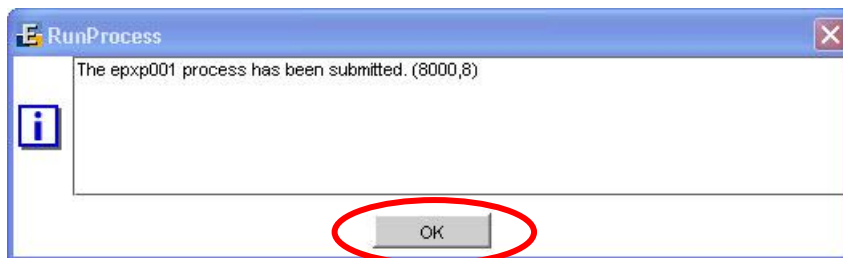 RunProcess
The epxp001 process has been submitted. (8000,8)
OK